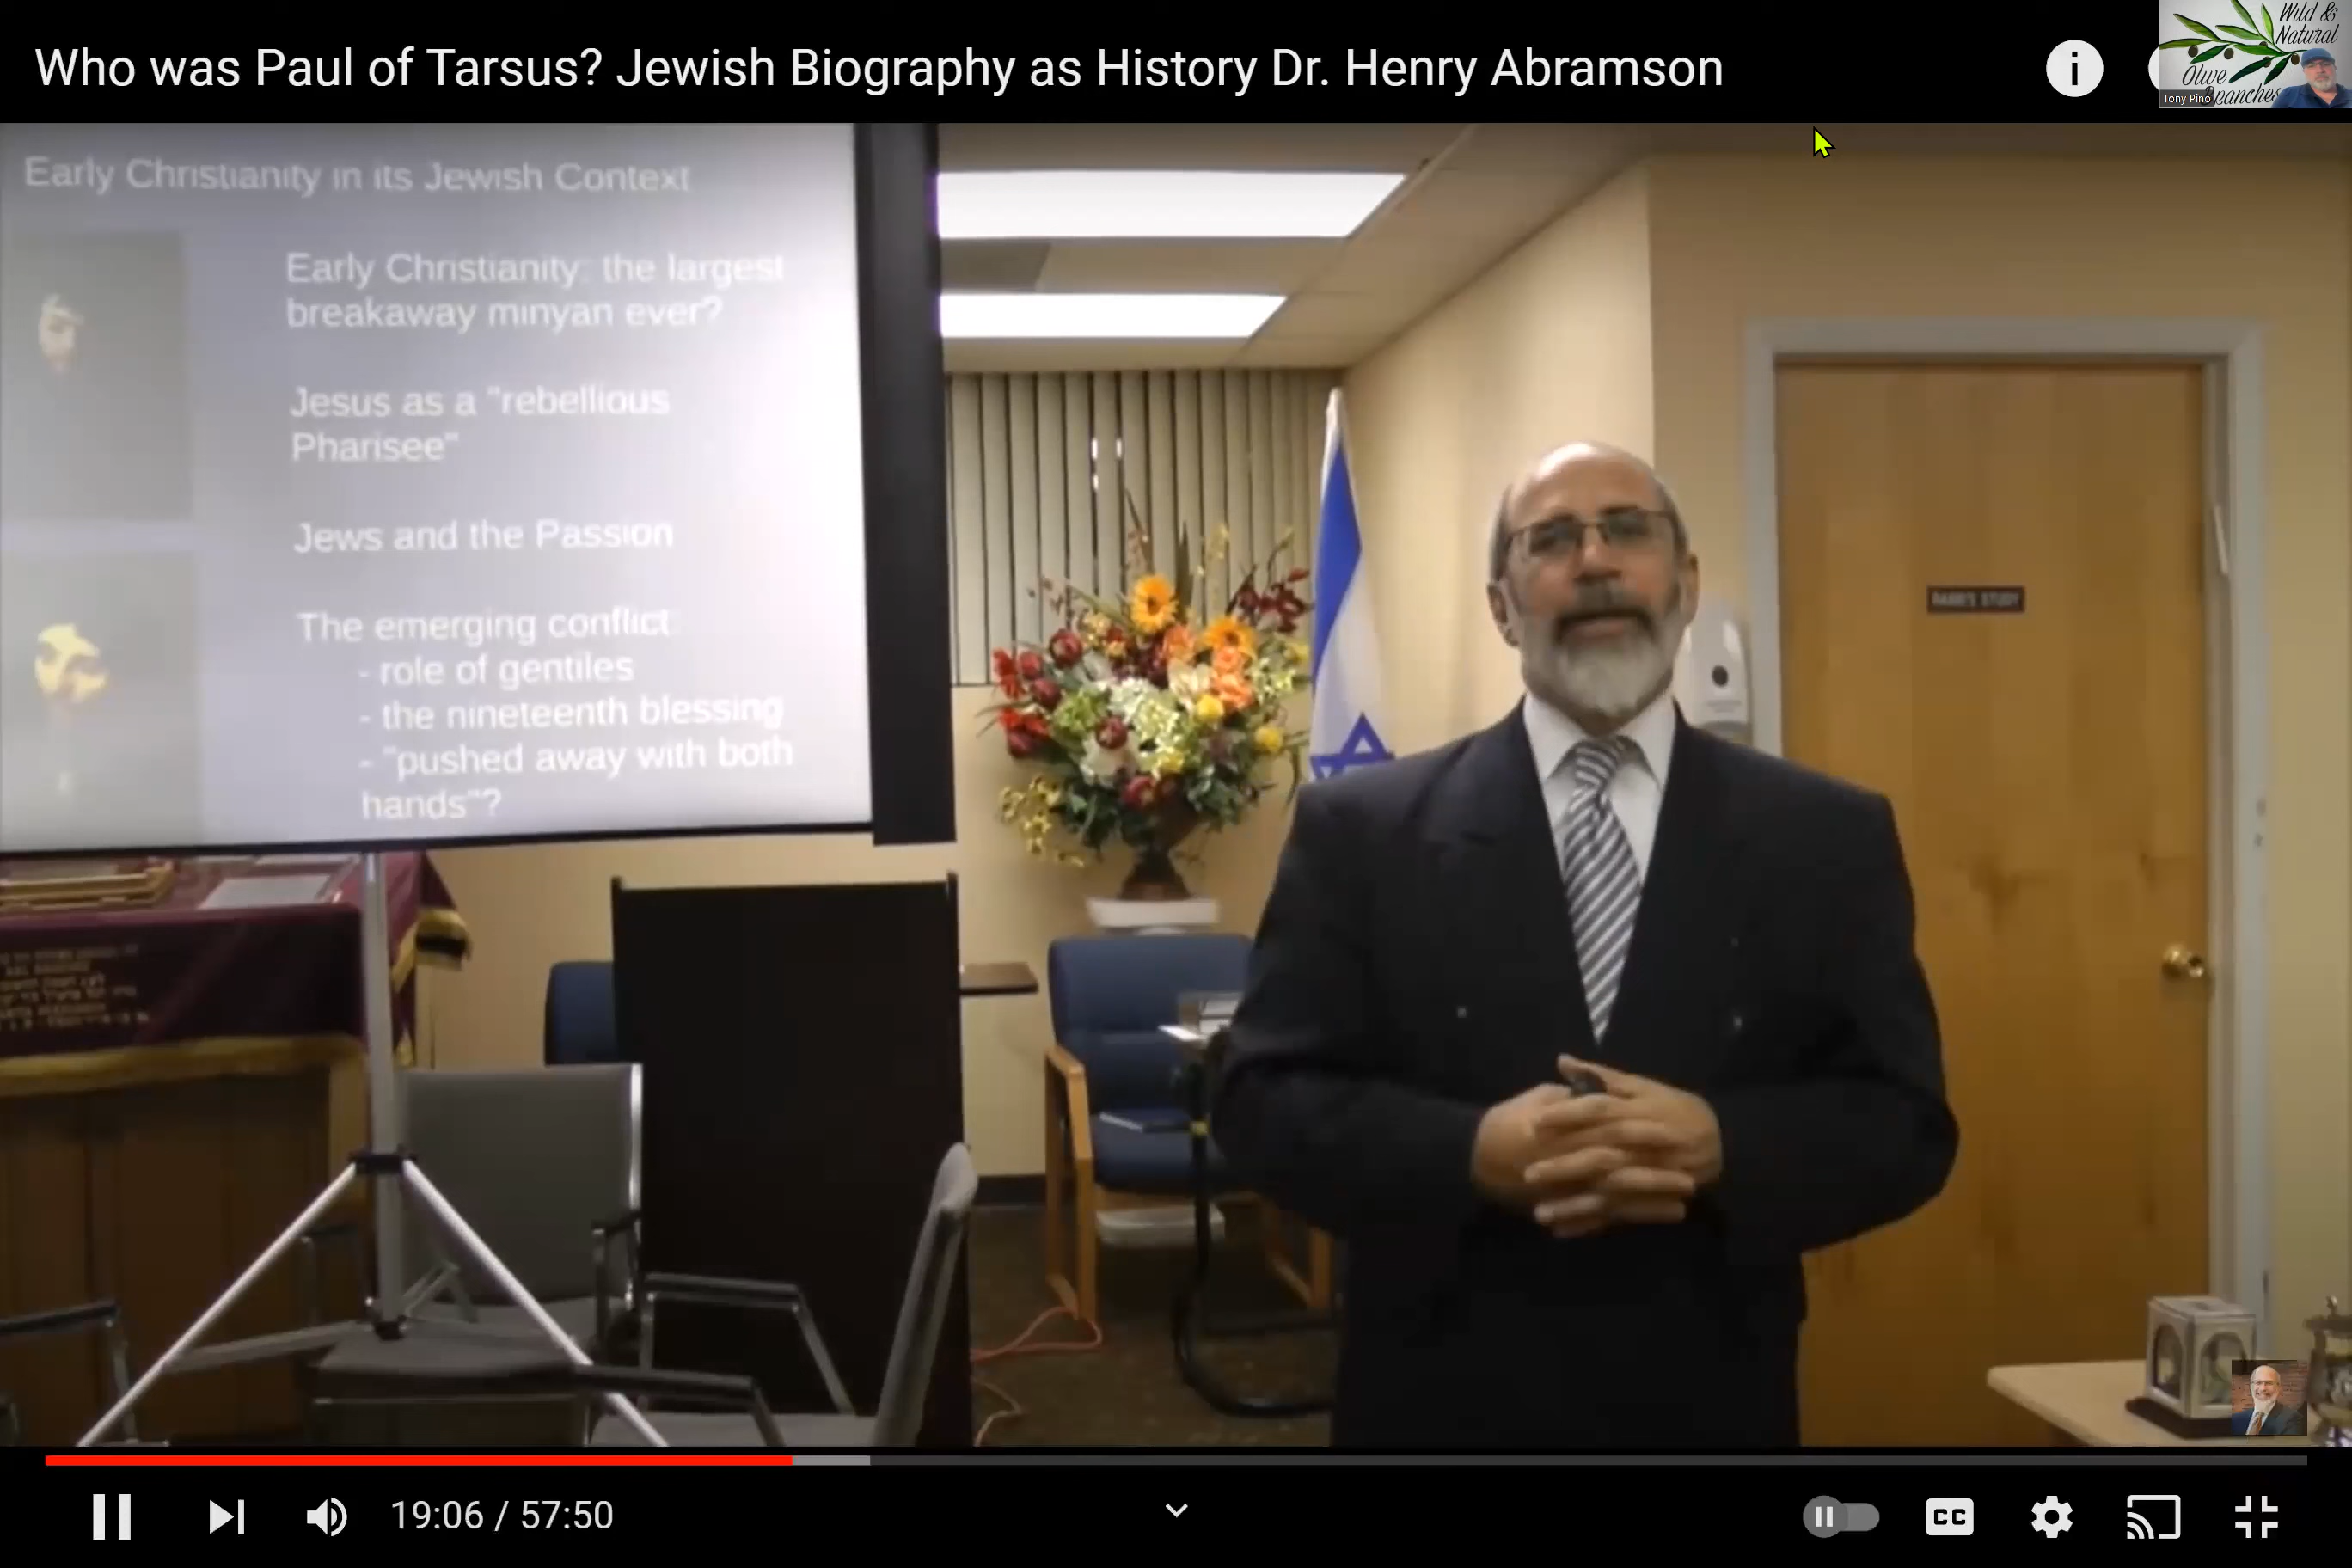 Who was Paul of Tarsus? Jewish Biography as History Dr. Henry Abramson
Wild &
Natural
Olive
Branches
Tony Pino
Early Christianity in its Jewish Context
Early Christianity: the largest
breakaway minyan ever?
Jesus as a "rebellious
Pharisee"
Jews and the Passion
The emerging conflict
- role of gentiles
- the nineteenth blessing
- "pushed away with both
hands"?
RABBI'S STUDY
19:06 / 57:50
CC